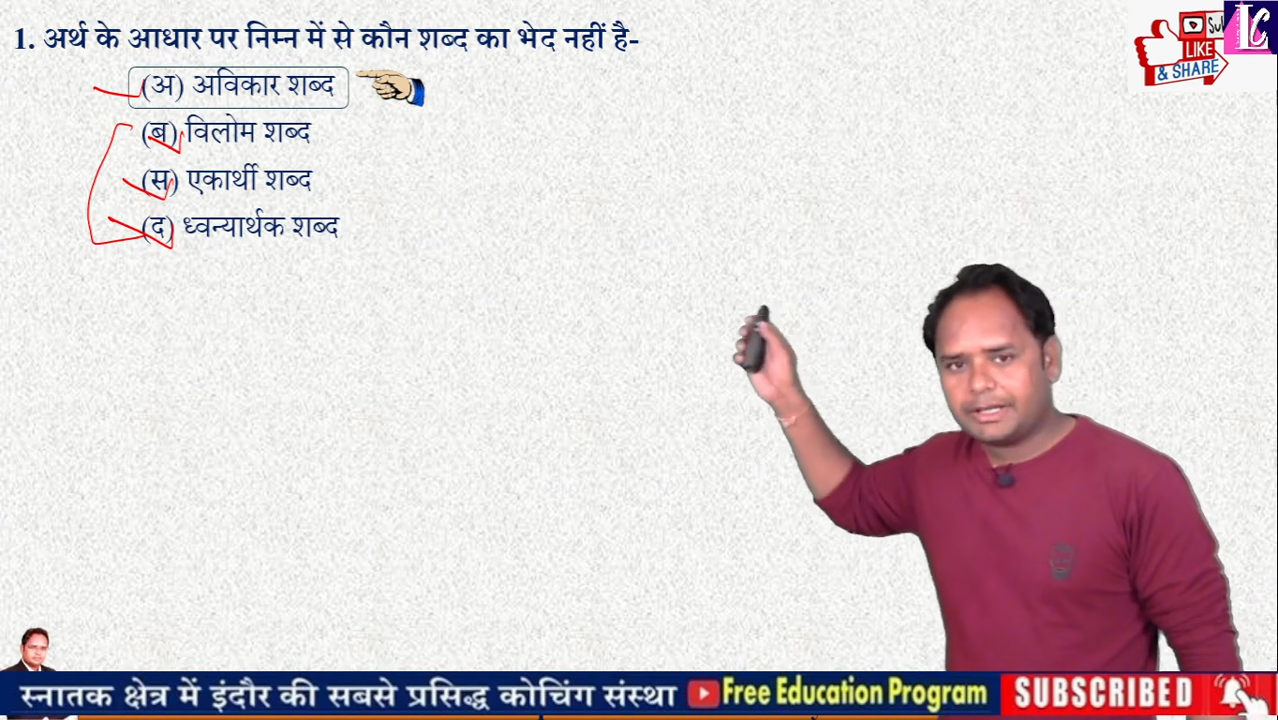 1. अर्थ के आधार पर निम्न में से कौन शब्द का भेद नहीं है-
(अ) अविकार शब्द
(ब) विलोम शब्द
(स) एकार्थी शब्द
(द) ध्वन्यार्थक शब्द
LIKE
& SHARE
LC
स्नातक क्षेत्र में इंदौर की सबसे प्रसिद्ध कोचिंग संस्था Free Education Program SUBSCRIBED